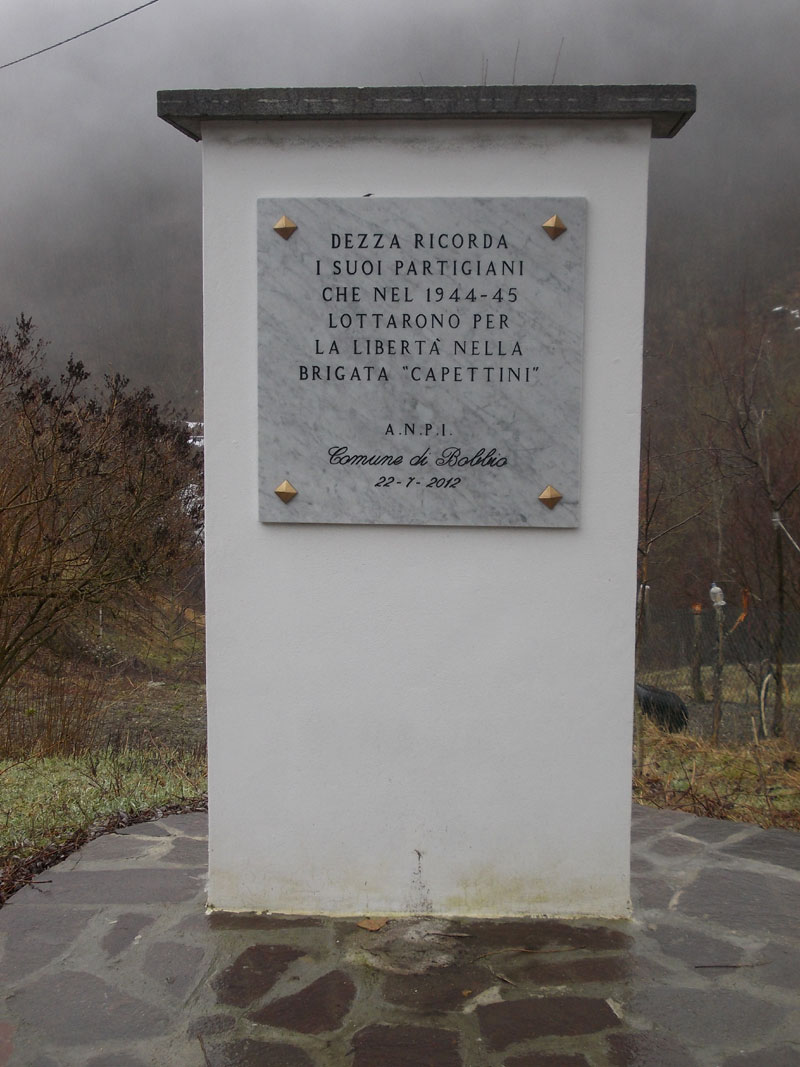 DEZZA RICORDA
I SUOI PARTIGIANI
CHE NEL 1944-45
LOTTARONO PER
LA LIBERTÀ NELLA
BRIGATA "CAPETTINI"
A.N.P.I.
Comune di Bobbio
22-7-2012